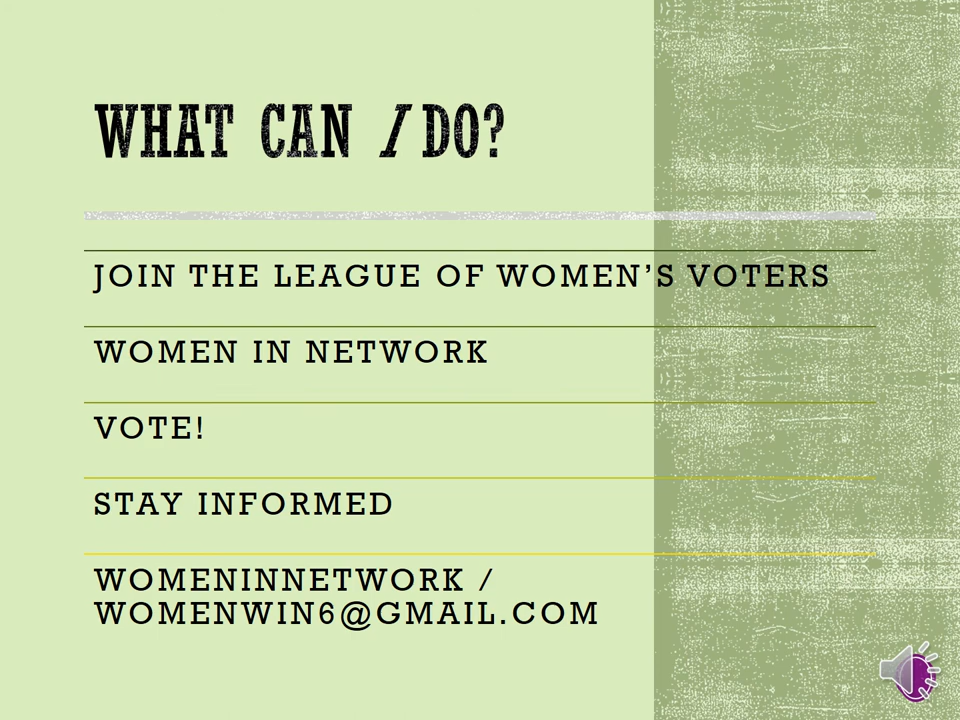 WHAT CAN I DO?
JOIN THE LEAGUE OF WOMEN’S VOTERS
WOMEN IN NETWORK
VOTE!
STAY INFORMED
WOMENINNETWORK /
WOMENWIN6@GMAIL.COM